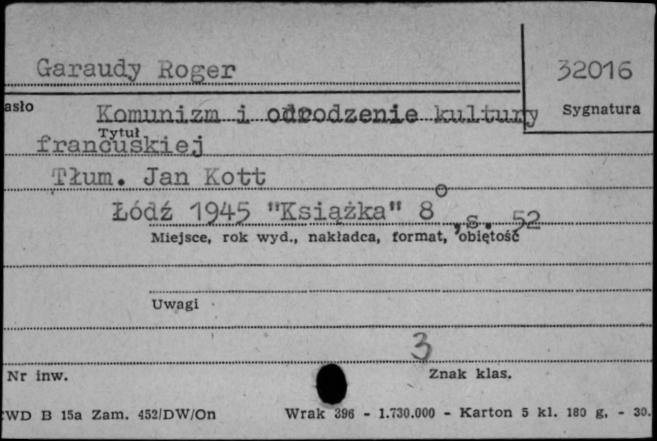 Garaudy Roger
32016
asło
Komunizm i odrodzenie kultury
Sygnatura
Tytuł
francuskiej
Tłum. Jan Kott
Łódź 1945 "Książka" 8° ,s. 52
Miejsce, rok wyd., nakładca, format, objętość
Uwagi
3
Nr inw.
Znak klas.
WD B 15a Zam. 452/DW/On
Wrak 396 - 1.730.000 - Karton 5 kl. 180 g, - 30.